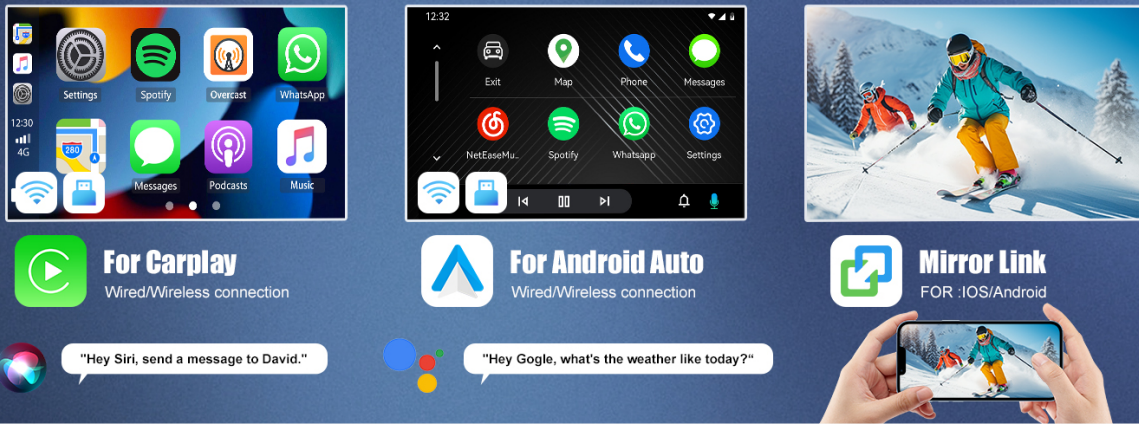 Settings
Spotify
Overcast
WhatsApp
12:30
4G
280
Messages
Podcasts
Music
12:32
Exit
Map
Phone
Messages
NetEaseMu..
Spotify
Whatsapp
Settings
For Carplay
Wired/Wireless connection
"Hey Siri, send a message to David."
For Android Auto
Wired/Wireless connection
"Hey Gogle, what's the weather like today?“
Mirror Link
FOR :IOS/Android